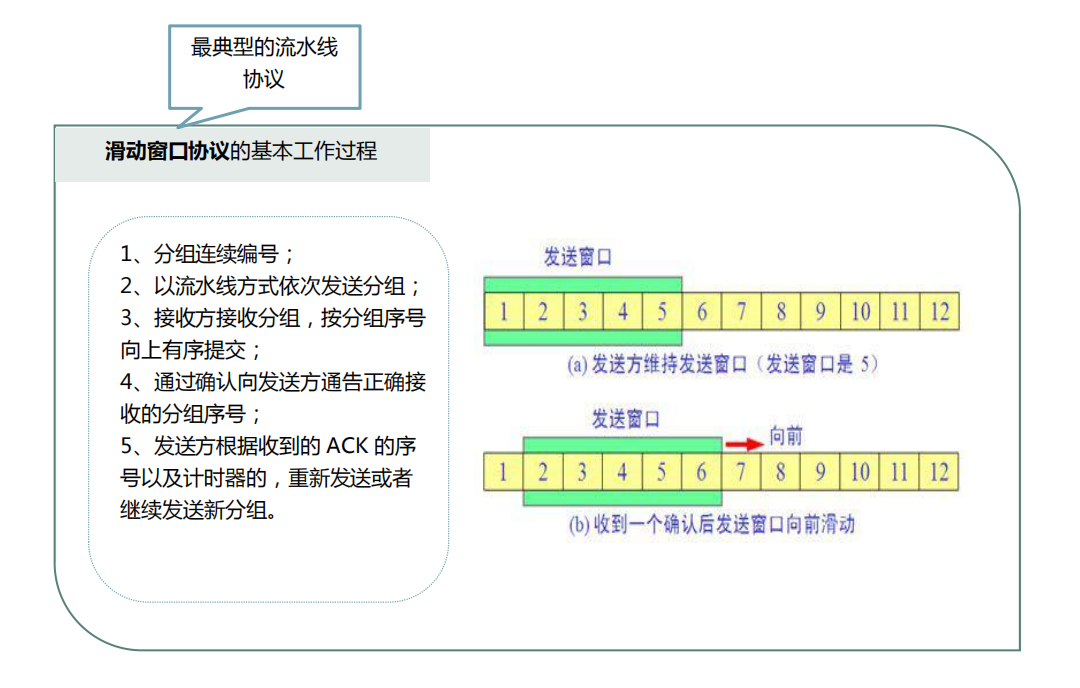 最典型的流水线
协议
滑动窗口协议的基本工作过程
1、分组连续编号；
2、以流水线方式依次发送分组；
3、接收方接收分组，按分组序号
向上有序提交；
4、通过确认向发送方通告正确接
收的分组序号；
5、发送方根据收到的 ACK 的序
号以及计时器的，重新发送或者
继续发送新分组。
发送窗口
1 2 3 4 5 6 7 8 9 10 11 12
(a) 发送方维持发送窗口（发送窗口是 5）
发送窗口
向前
1 2 3 4 5 6 7 8 9 10 11 12
(b) 收到一个确认后发送窗口向前滑动